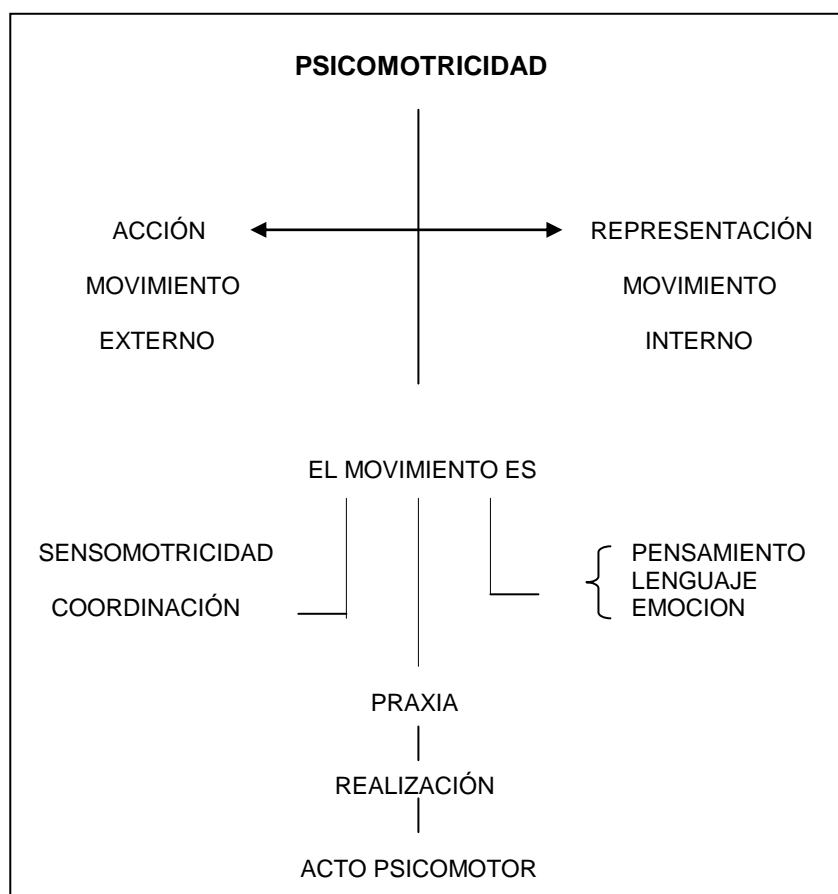 PSICOMOTRICIDAD
ACCIÓN
MOVIMIENTO
EXTERNO
REPRESENTACIÓN
MOVIMIENTO
INTERNO
EL MOVIMIENTO ES
SENSOMOTRICIDAD
COORDINACIÓN
PENSAMIENTO
LENGUAJE
EMOCION
PRAXIA
REALIZACIÓN
ACTO PSICOMOTOR